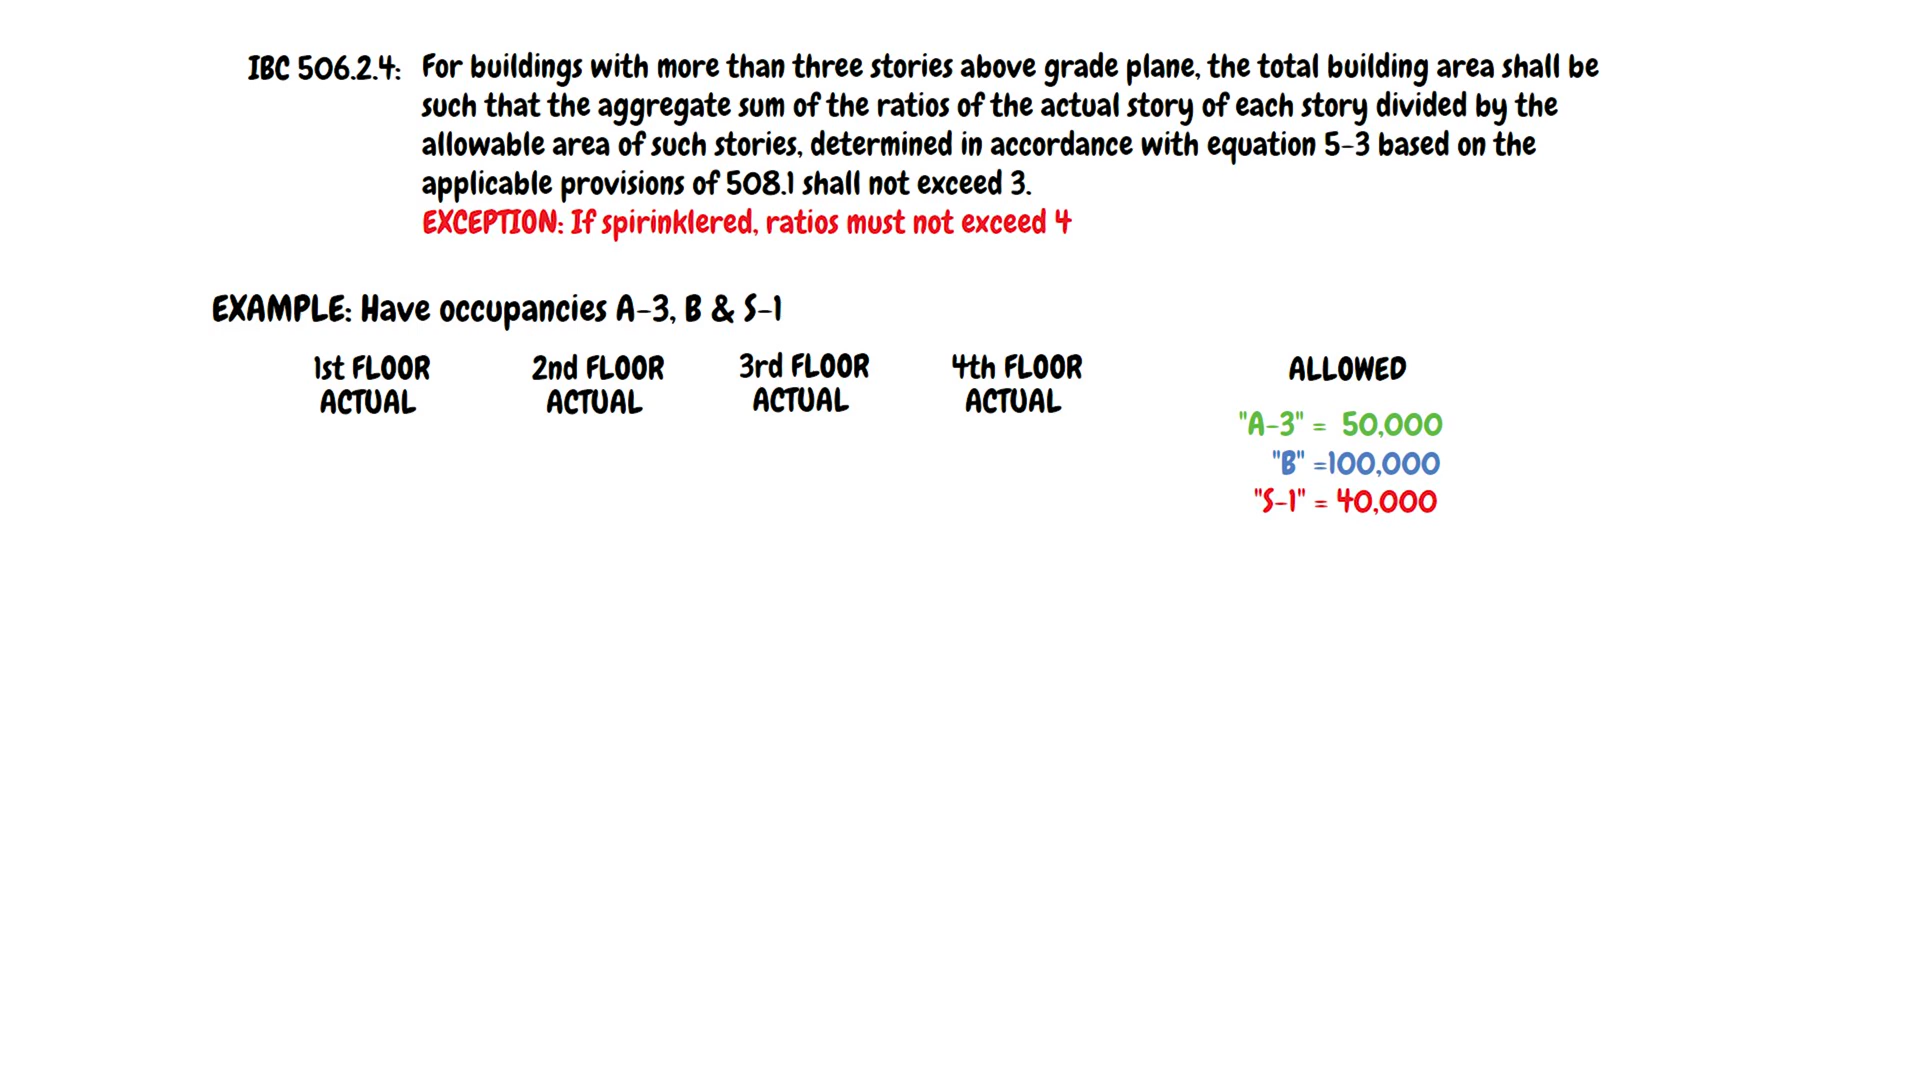 IBC 506.2.4: For buildings with more than three stories above grade plane, the total building area shall be
such that the aggregate sum of the ratios of the actual story of each story divided by the
allowable area of such stories, determined in accordance with equation 5-3 based on the
applicable provisions of 508.1 shall not exceed 3.
EXCEPTION: If spirinklered, ratios must not exceed 4
EXAMPLE: Have occupancies A-3, B & S-1
1st FLOOR
ACTUAL
2nd FLOOR
ACTUAL
3rd FLOOR
ACTUAL
4th FLOOR
ACTUAL
ALLOWED
"A-3" = 50,000
"B" =100,000
"S-1" = 40,000